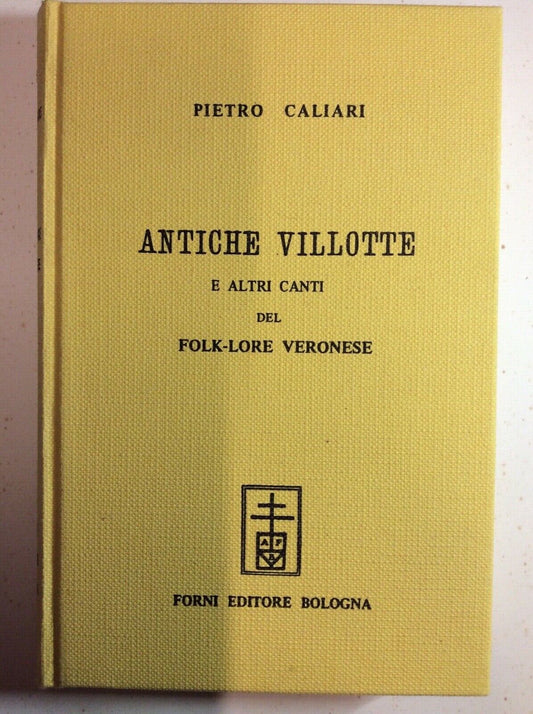 PIETRO CALIARI
ANTICHE VILLOTTE
E ALTRI CANTI
DEL
FOLK-LORE VERONESE
A F
B
FORNI EDITORE BOLOGNA